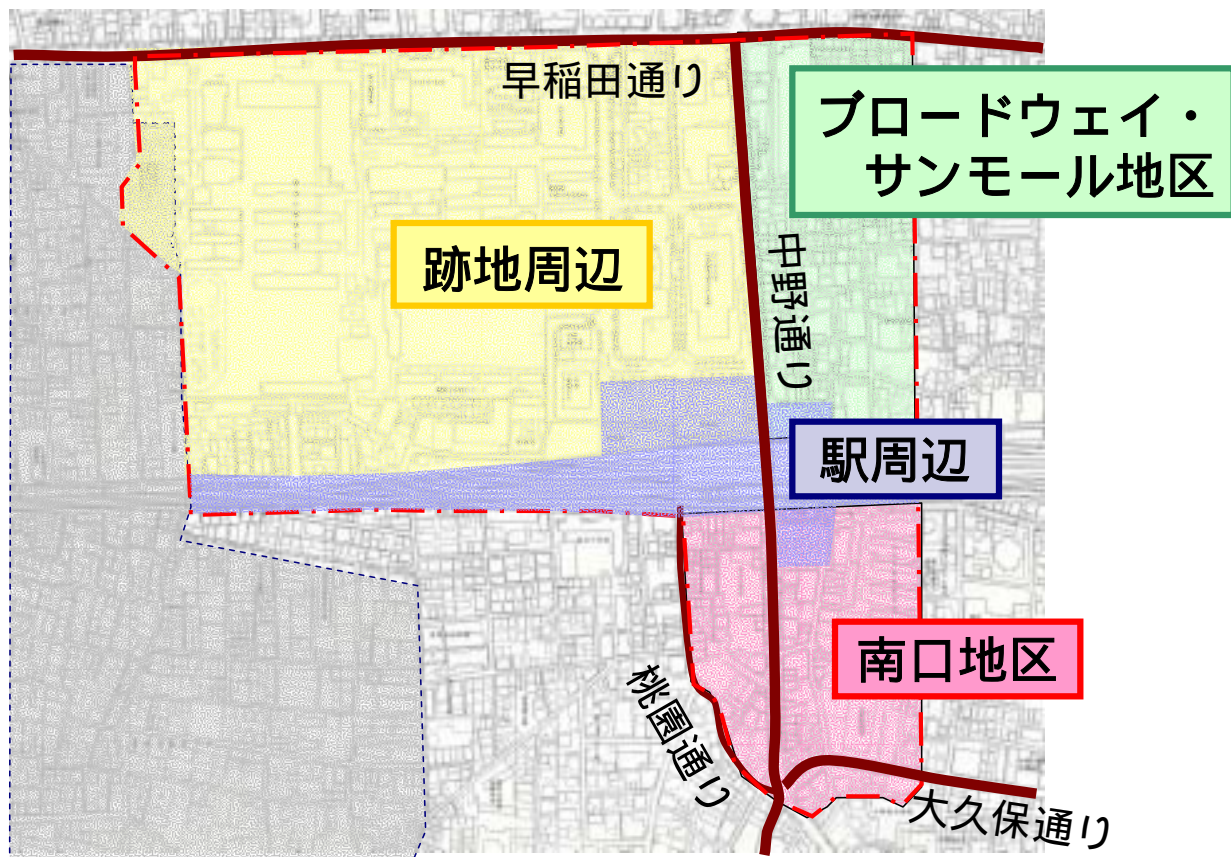 早稲田通り
ブロードウェイ・
サンモール地区
跡地周辺
中野通り
駅周辺
南口地区
桃園通り
大久保通り